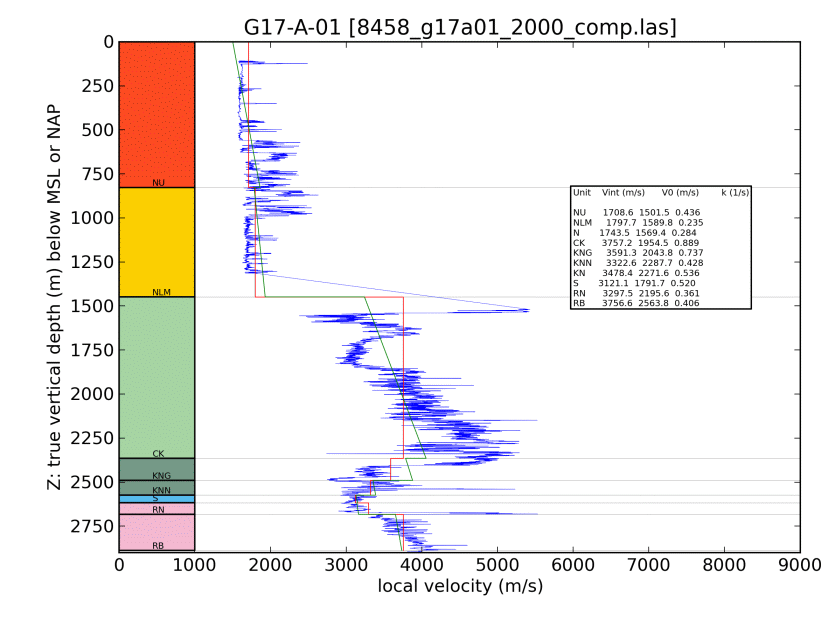 G17-A-01 [8458_g17a01_2000_comp.las]
Z: true vertical depth (m) below MSL or NAP
0
250
500
750
1000
1250
1500
1750
2000
2250
2500
2750
NU
NLM
CK
KNG
KNN
S
RN
RB
Unit Vint (m/s) V0 (m/s) k (1/s)
NU 1708.6 1501.5 0.436
NLM 1797.7 1589.8 0.235
N 1743.5 1569.4 0.284
CK 3757.2 1954.5 0.889
KNG 3591.3 2043.8 0.737
KNN 3322.6 2287.7 0.428
KN 3478.4 2271.6 0.536
S 3121.1 1791.7 0.520
RN 3297.5 2195.6 0.361
RB 3756.6 2563.8 0.406
0 1000 2000 3000 4000 5000 6000 7000 8000 9000
local velocity (m/s)